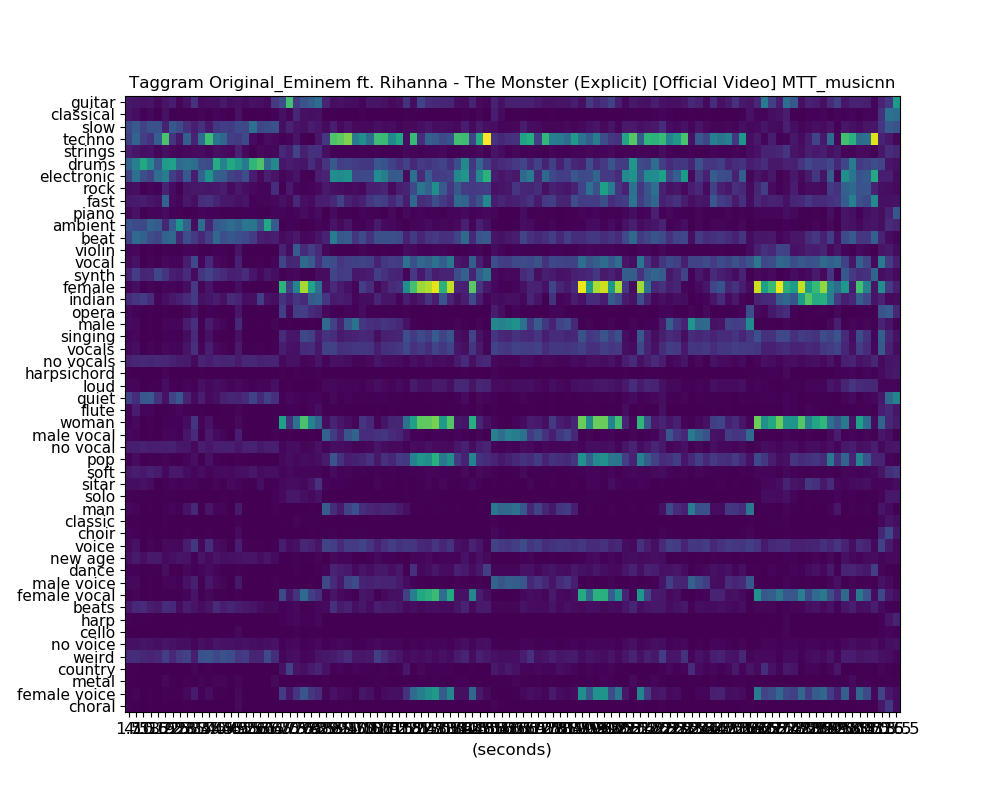 Taggram Original_Eminem ft. Rihanna - The Monster (Explicit) [Official Video] MTT_musicnn
guitar
classical
slow
techno
strings
drums
electronic
rock
fast
piano
ambient
beat
violin
vocal
synth
female
indian
opera
male
singing
vocals
no vocals
harpsichord
loud
quiet
flute
woman
male vocal
no vocal
pop
soft
sitar
solo
man
classic
choir
voice
new age
dance
male voice
female vocal
beats
harp
cello
no voice
weird
country
metal
female voice
choral
(seconds)